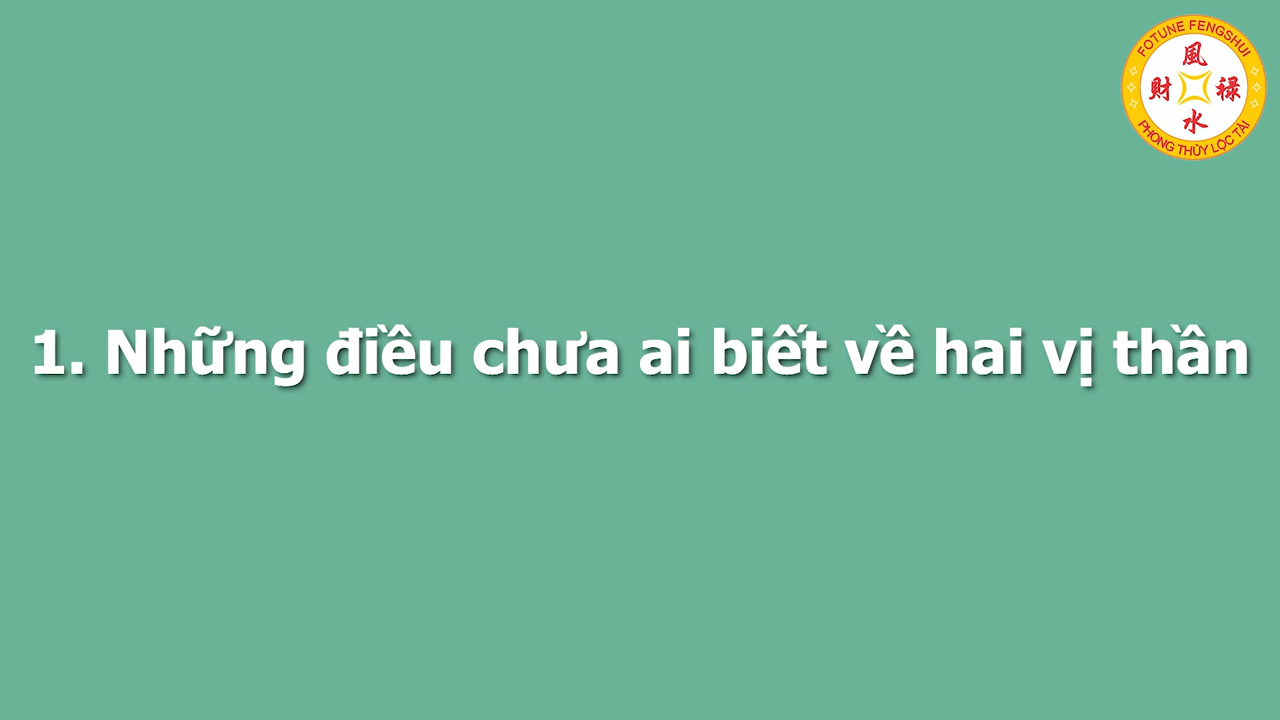 FOTUNE FENGSHUI
風
財 禄
水
PHONG THỦY LỘC TÀI
1. Những điều chưa ai biết về hai vị thần